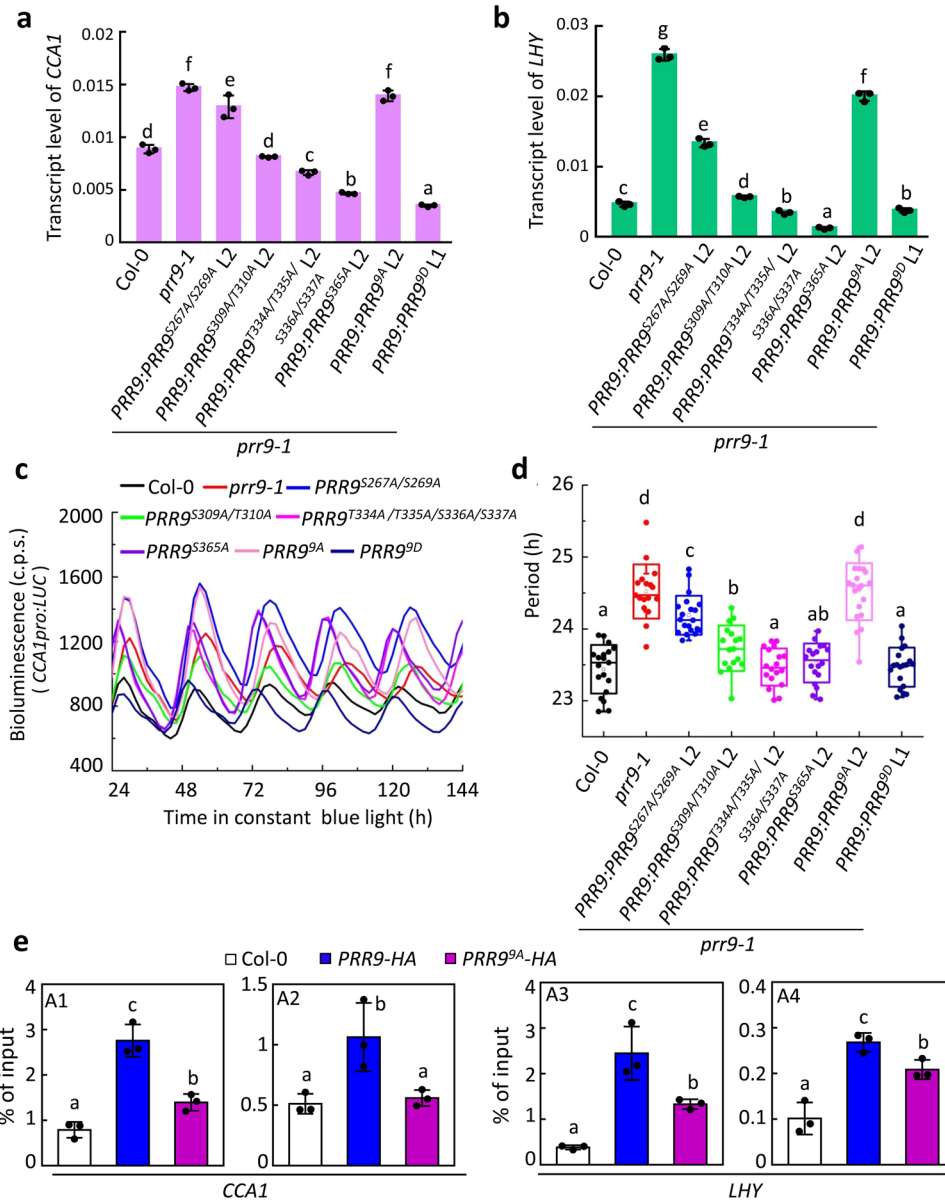 a
Transcript level of CCA1
0.02
0.015
0.01
0.005
0
d
f
e
d
c
b
f
a
Col-0
prr9-1
PRR9:PRR9S267A/S269A L2
PRR9:PRR9S309A/T310A L2
PRR9:PRR9T334A/T335A/
S336A/S337A L2
PRR9:PRR9S365A L2
PRR9:PRR99A L2
PRR9:PRR99D L1
prr9-1
b
Transcript level of LHY
0.03
0.02
0.01
0
c
g
e
d
b
a
f
b
Col-0
prr9-1
PRR9:PRR9S267A/S269A L2
PRR9:PRR9S309A/T310A L2
PRR9:PRR9T334A/T335A/
S336A/S337A L2
PRR9:PRR9S365A L2
PRR9:PRR99A L2
PRR9:PRR99D L1
prr9-1
c
Col-0 prr9-1 PRR9S267A/S269A
PRR9S309A/T310A PRR9T334A /T335A/S336A/S337A
PRR9S365A PRR99A PRR99D
Bioluminescence (c.p.s.)
( CCA1pro:LUC)
2000
1600
1200
800
400
24 48 72 96 120 144
Time in constant blue light (h)
d
Period (h)
26
25
24
23
a
d
c
b
a
ab
d
a
Col-0
prr9-1
PRR9:PRR9S267A/S269A L2
PRR9:PRR9S309A/T310A L2
PRR9:PRR9T334A/T335A/
S336A/S337A L2
PRR9:PRR9S365A L2
PRR9:PRR99A L2
PRR9:PRR99D L1
prr9-1
e
Col-0 PRR9-HA PRR99A-HA
% of input
A1
4
3
2
1
0
a
c
b
A2
1.5
1
0.5
0
a
b
a
CCA1
% of input
A3
4
3
2
1
0
a
c
b
A4
0.4
0.3
0.2
0.1
0
a
c
b
LHY